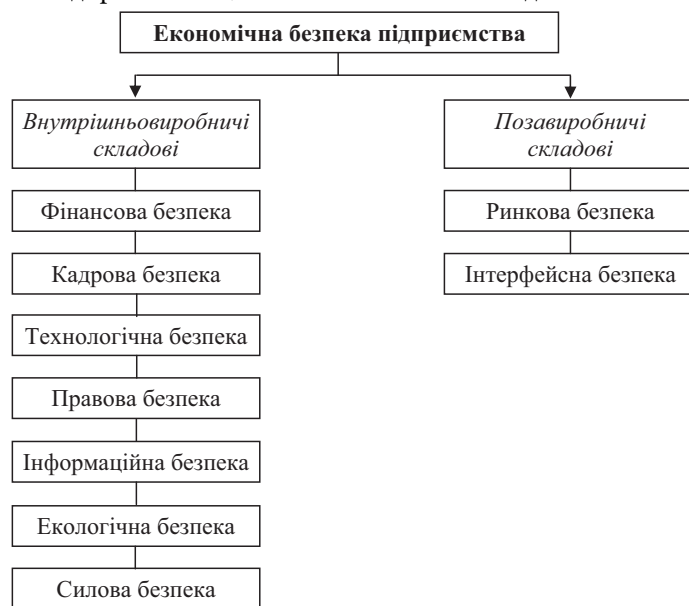 Економічна безпека підприємства
Внутрішньовиробничі
складові
Фінансова безпека
Кадрова безпека
Технологічна безпека
Правова безпека
Інформаційна безпека
Екологічна безпека
Силова безпека
Позавиробничі
складові
Ринкова безпека
Інтерфейсна безпека